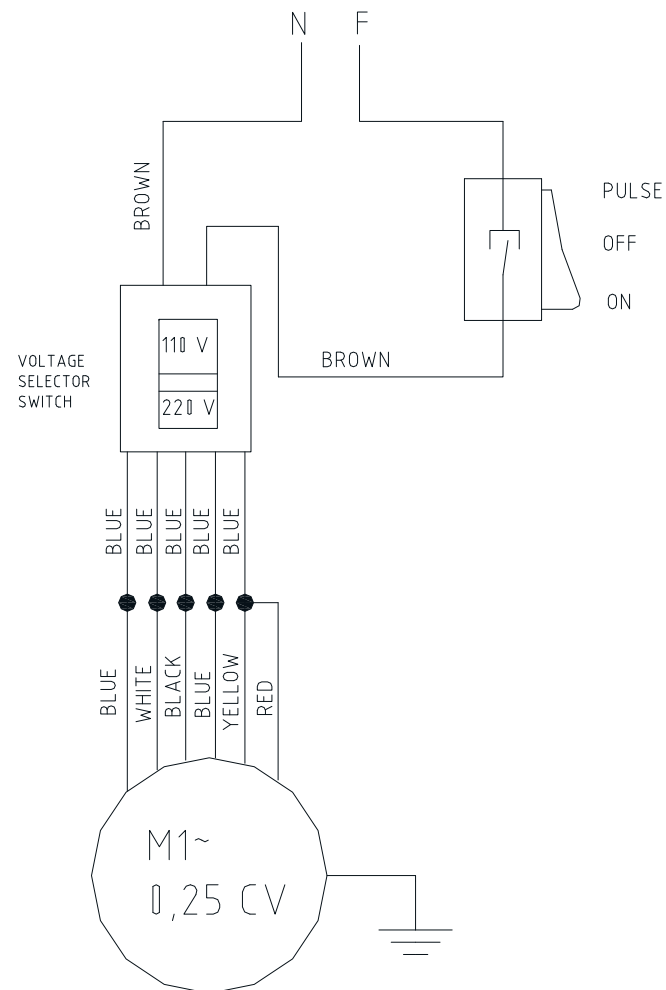 N F
BROWN
PULSE
OFF
ON
BROWN
VOLTAGE
SELECTOR
SWITCH
110 V
220 V
BLUE BLUE BLUE BLUE BLUE
BLUE WHITE BLACK BLUE YELLOW RED
M1~
0,25 CV